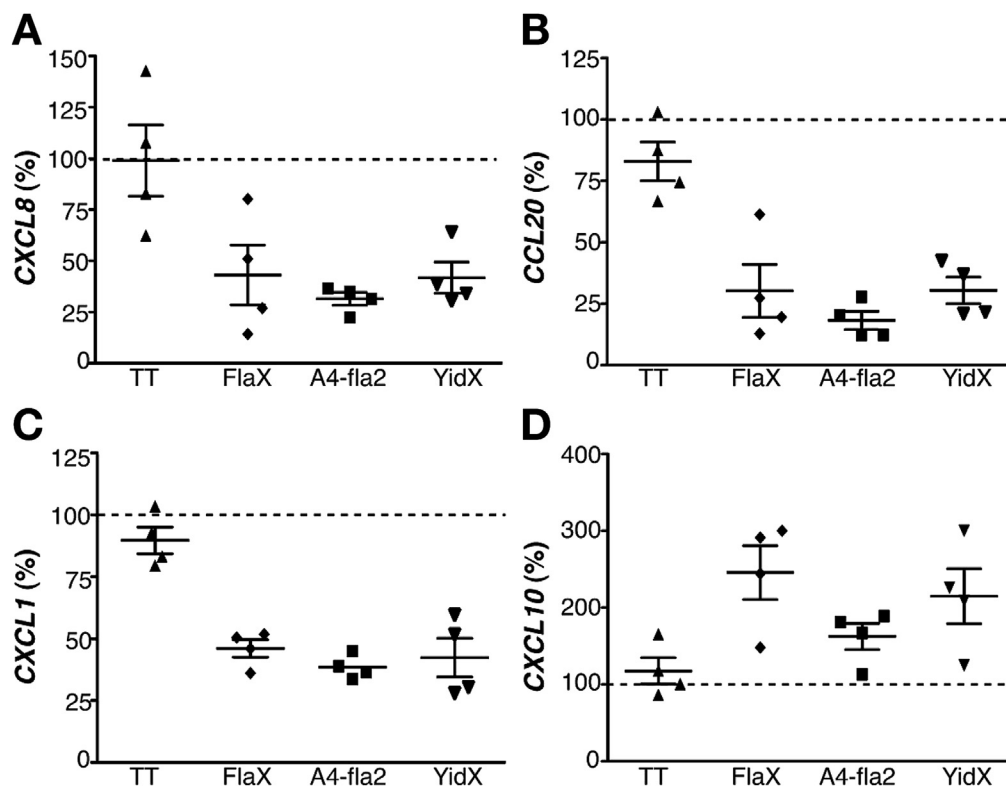 A
CXCL8 (%)
150
125
100
75
50
25
0
TT FlaX A4-fla2 YidX
B
CCL20 (%)
125
100
75
50
25
0
TT FlaX A4-fla2 YidX
C
CXCL1 (%)
125
100
75
50
25
0
TT FlaX A4-fla2 YidX
D
CXCL10 (%)
400
300
200
100
0
TT FlaX A4-fla2 YidX